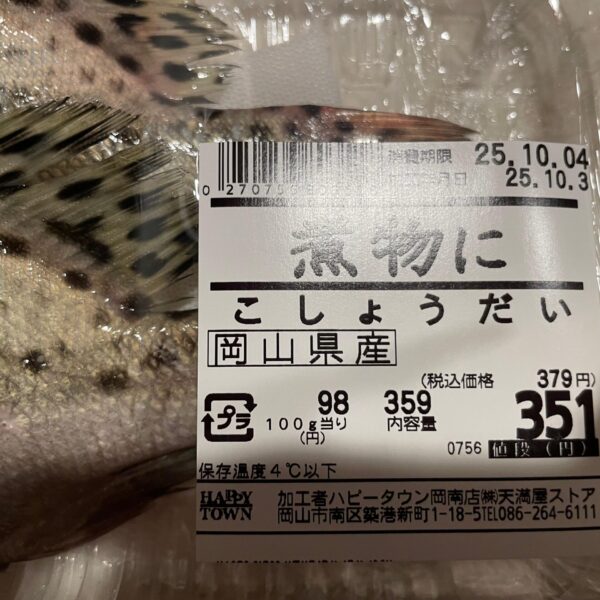 消費期限 25.10.04
25.10.3
煮物に
こしょうだい
岡山県産
(税込価格 379円)
プラ 98 359 351
100g当り(円) 内容量 0756 値段(円)
保存温度4℃以下
HAPPY TOWN 加工者ハピータウン岡南店㈱天満屋ストア
岡山市南区築港新町1-18-5TEL086-264-6111